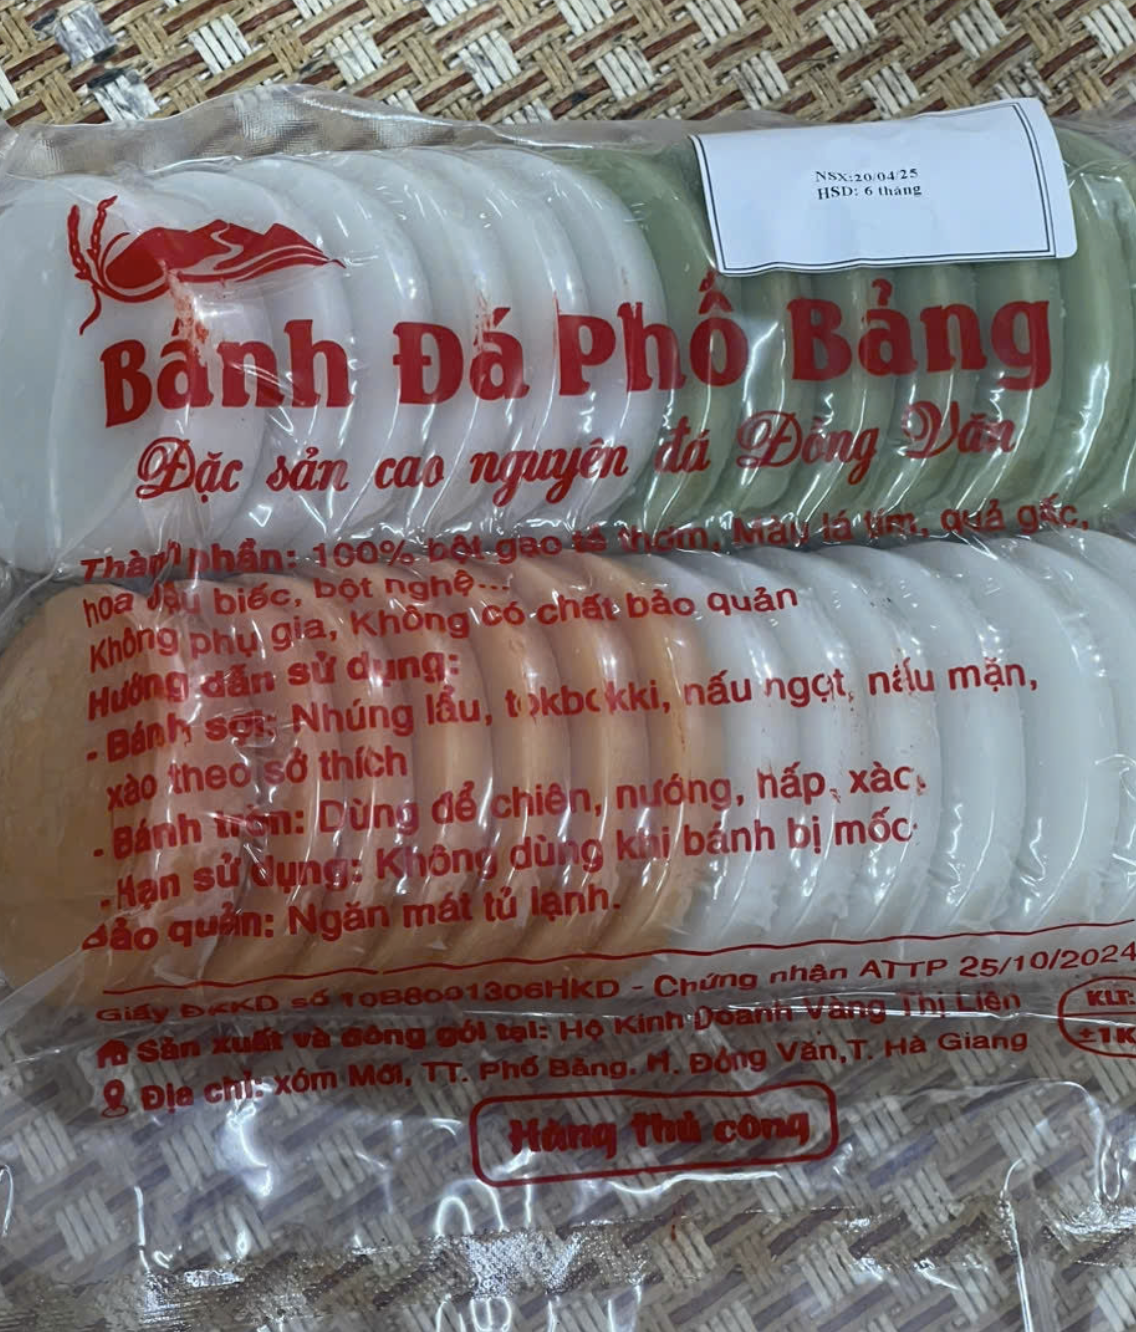 NSX:20/04/25
HSD: 6 tháng
Bánh Đá Phố Bảng
Đặc sản cao nguyên đá Đồng Văn
Thành phần: 100% bột gạo tẻ thơm, Màu lá tím, quả gấc,
hoa đậu biếc, bột nghệ...
Không phụ gia, Không có chất bảo quản
Hướng dẫn sử dụng:
- Bánh sợi: Nhúng lẩu, tokbokki, nấu ngọt, nấu mặn,
xào theo sở thích
- Bánh tròn: Dùng để chiên, nướng, hấp, xào.
- Hạn sử dụng: Không dùng khi bánh bị mốc
Bảo quản: Ngăn mát tủ lạnh.
Giấy ĐKKD số 10B8001306HKD - Chứng nhận ATTP 25/10/2024
Sản xuất và đóng gói tại: Hộ Kinh Doanh Vàng Thị Liên
Địa chỉ: xóm Mới, TT. Phố Bảng. H. Đồng Văn,T. Hà Giang
KLT:
±1K
Hàng thủ công